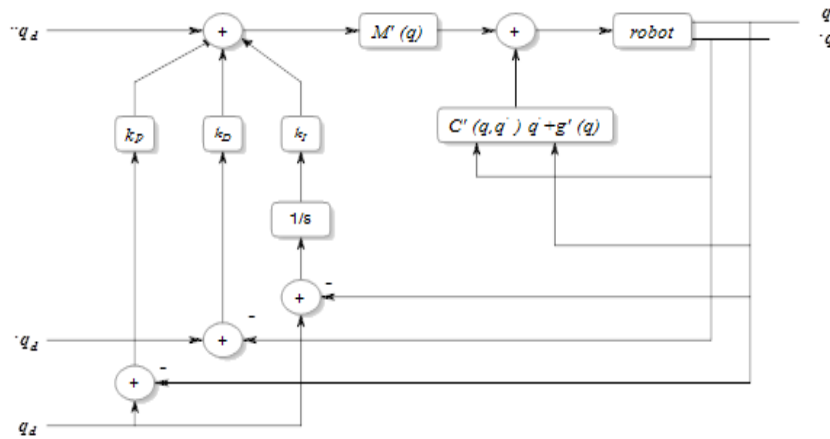 ··q_d
+
M' (q)
+
robot
q
·q
k_P
k_D
k_I
C' (q,q˙) q˙+g' (q)
1/s
+
-
·q_d
+
-
+
-
q_d